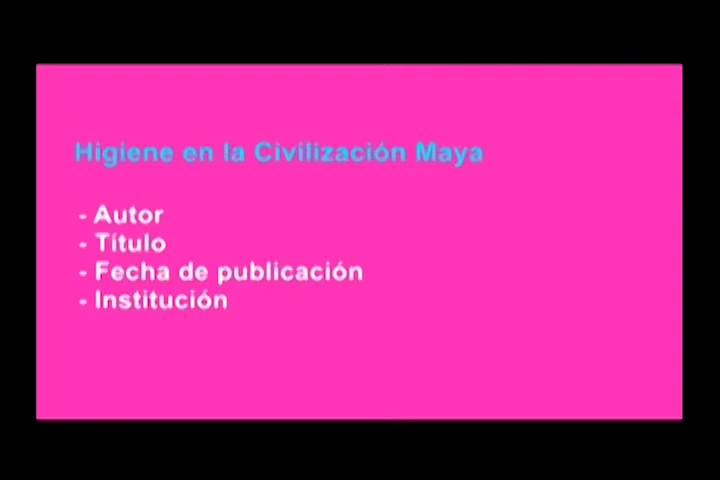 Higiene en la Civilización Maya
- Autor
- Título
- Fecha de publicación
- Institución